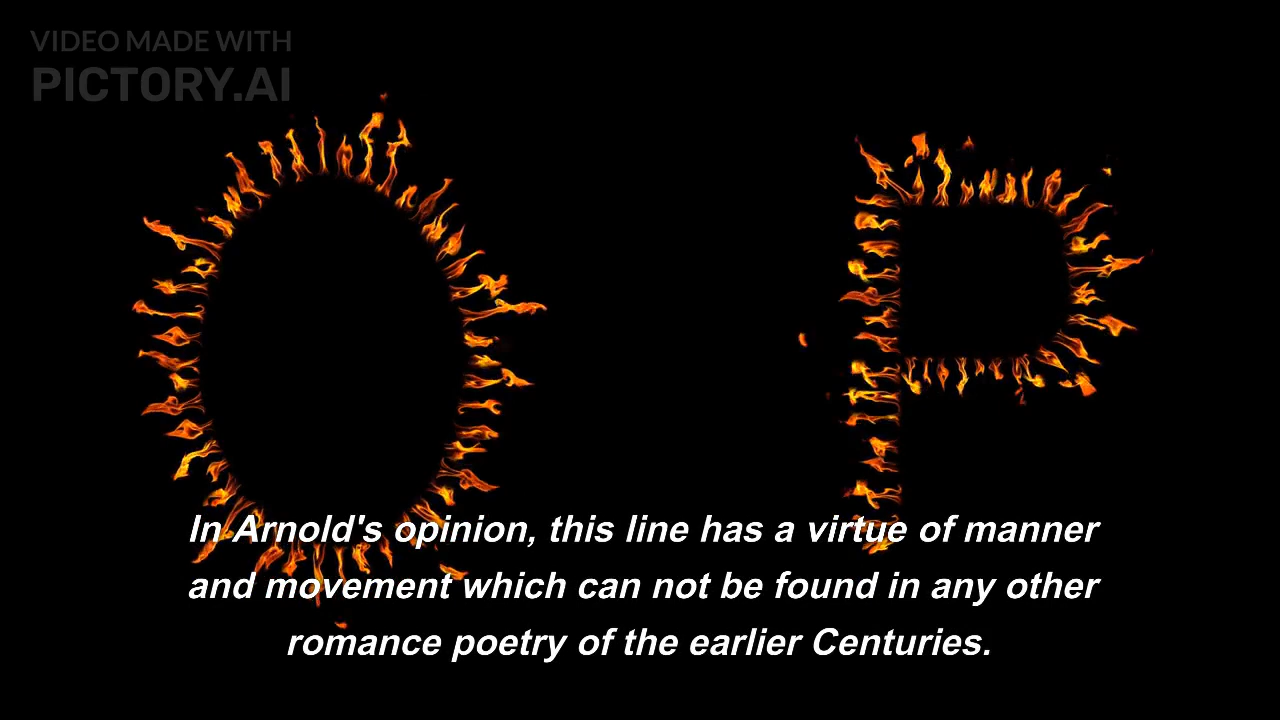 VIDEO MADE WITH
PICTORY.AI
O P
In Arnold's opinion, this line has a virtue of manner
and movement which can not be found in any other
romance poetry of the earlier Centuries.